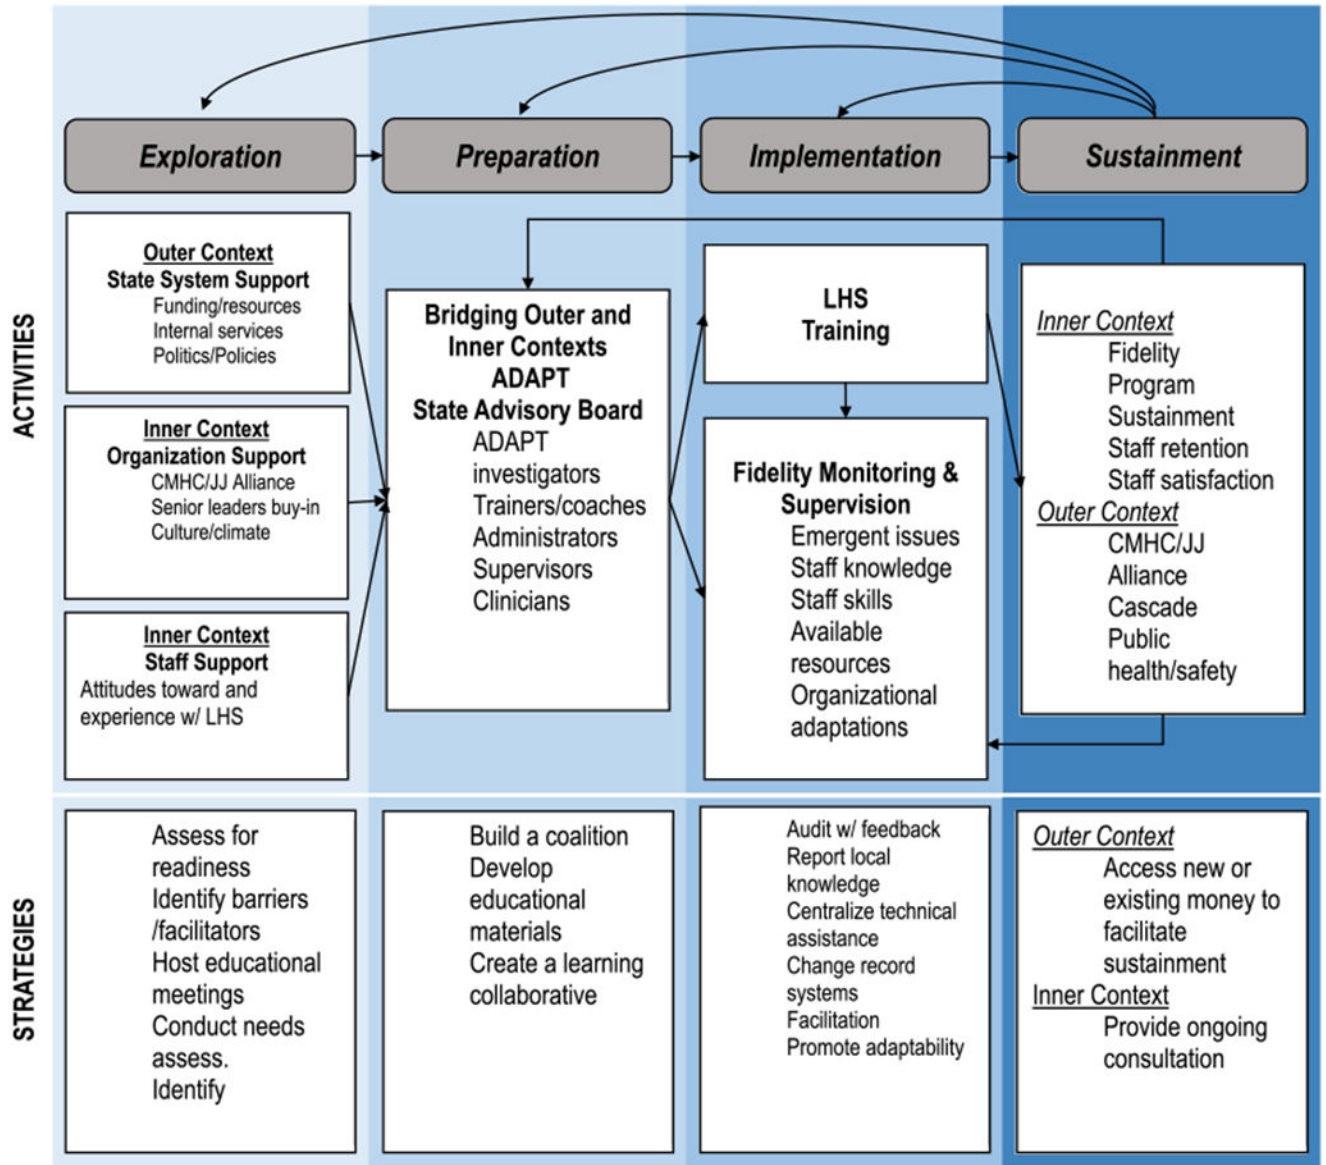 Exploration
Preparation
Implementation
Sustainment
ACTIVITIES
Outer Context
State System Support
Funding/resources
Internal services
Politics/Policies
Inner Context
Organization Support
CMHC/JJ Alliance
Senior leaders buy-in
Culture/climate
Inner Context
Staff Support
Attitudes toward and
experience w/ LHS
Bridging Outer and
Inner Contexts
ADAPT
State Advisory Board
ADAPT
investigators
Trainers/coaches
Administrators
Supervisors
Clinicians
LHS
Training
Fidelity Monitoring &
Supervision
Emergent issues
Staff knowledge
Staff skills
Available
resources
Organizational
adaptations
Inner Context
Fidelity
Program
Sustainment
Staff retention
Staff satisfaction
Outer Context
CMHC/JJ
Alliance
Cascade
Public
health/safety
STRATEGIES
Assess for
readiness
Identify barriers
/facilitators
Host educational
meetings
Conduct needs
assess.
Identify
Build a coalition
Develop
educational
materials
Create a learning
collaborative
Audit w/ feedback
Report local
knowledge
Centralize technical
assistance
Change record
systems
Facilitation
Promote adaptability
Outer Context
Access new or
existing money to
facilitate
sustainment
Inner Context
Provide ongoing
consultation